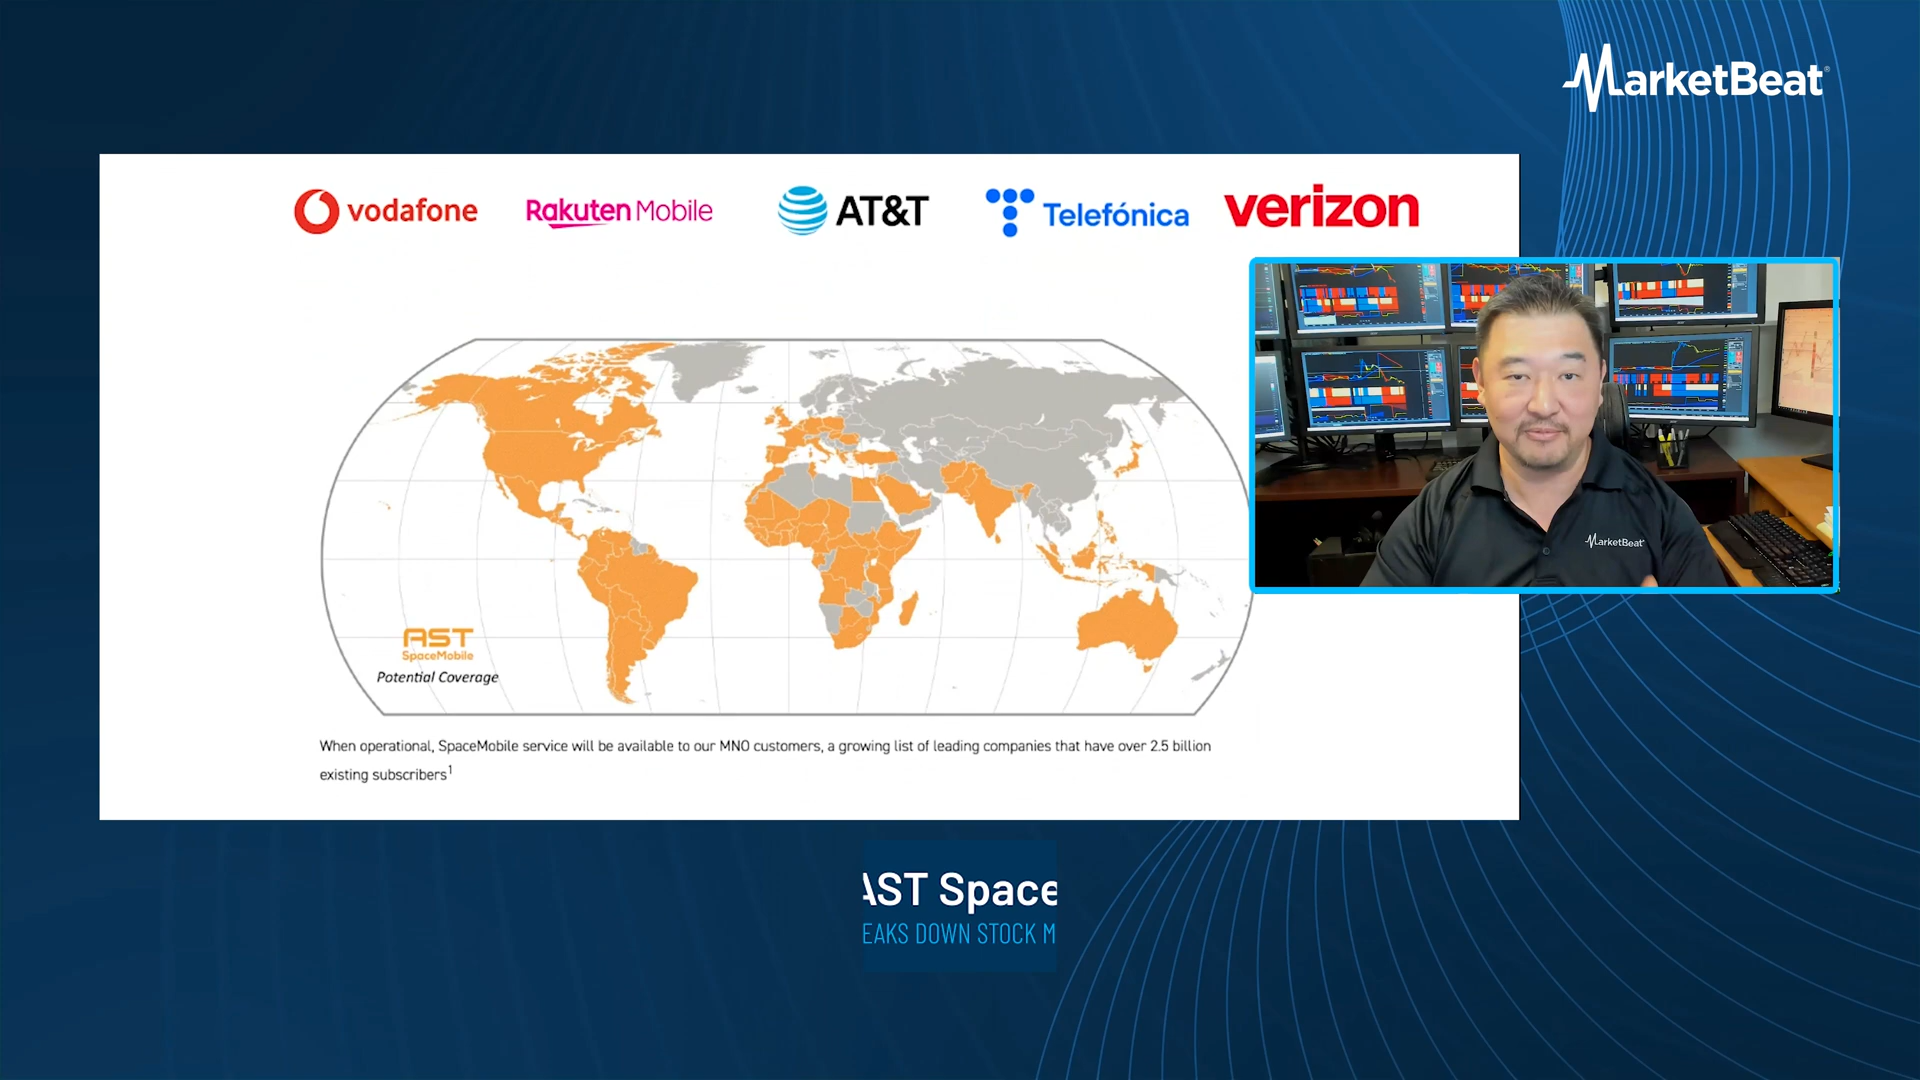 MarketBeat
vodafone
Rakuten Mobile
AT&T
Telefónica
verizon
MarketBeat
AST
SpaceMobile
Potential Coverage
When operational, SpaceMobile service will be available to our MNO customers, a growing list of leading companies that have over 2.5 billion
existing subscribers1
AST Space
EAKS DOWN STOCK M